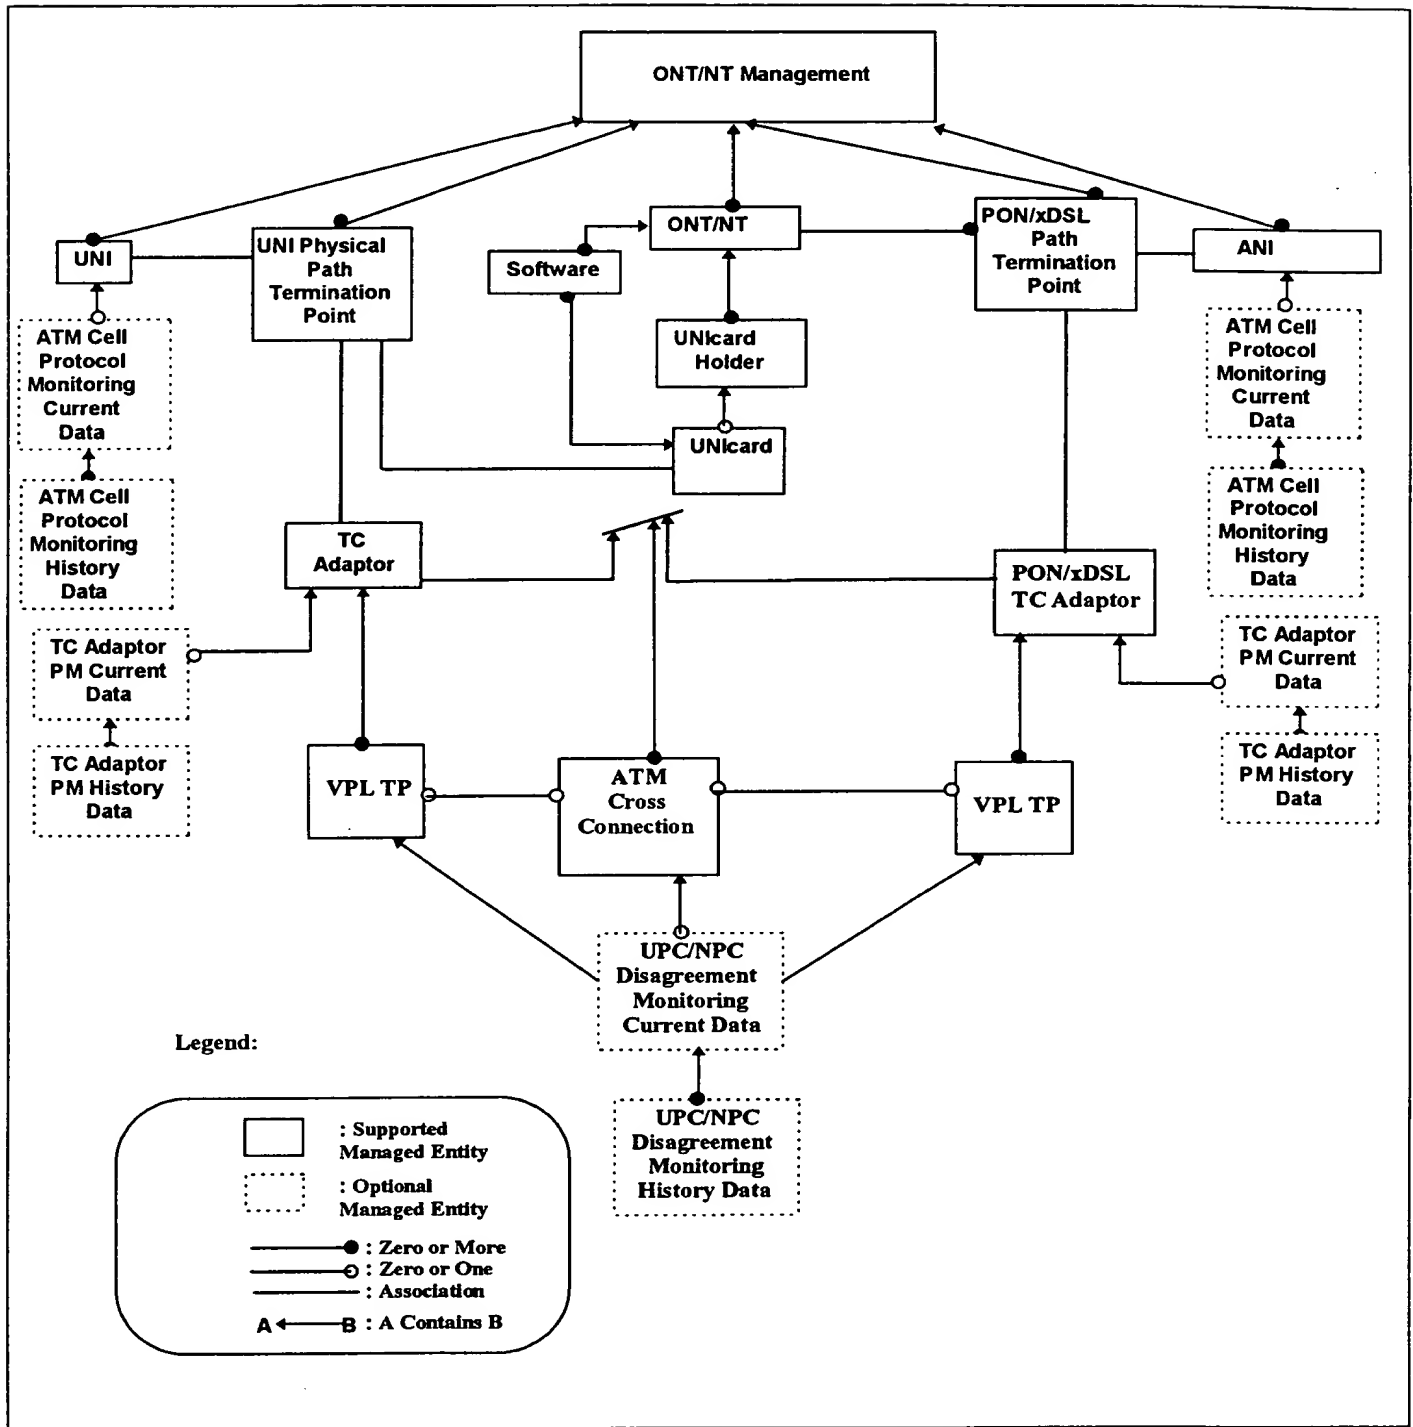 ONT/NT Management
UNI
UNI Physical
Path
Termination
Point
ONT/NT
Software
PON/xDSL
Path
Termination
Point
ANI
ATM Cell
Protocol
Monitoring
Current
Data
UNIcard
Holder
ATM Cell
Protocol
Monitoring
Current
Data
UNIcard
ATM Cell
Protocol
Monitoring
History
Data
ATM Cell
Protocol
Monitoring
History
Data
TC
Adaptor
PON/xDSL
TC Adaptor
TC Adaptor
PM Current
Data
TC Adaptor
PM Current
Data
TC Adaptor
PM History
Data
VPL TP
ATM
Cross
Connection
VPL TP
TC Adaptor
PM History
Data
UPC/NPC
Disagreement
Monitoring
Current Data
UPC/NPC
Disagreement
Monitoring
History Data
Legend:
: Supported
Managed Entity
: Optional
Managed Entity
: Zero or More
: Zero or One
: Association
A B : A Contains B